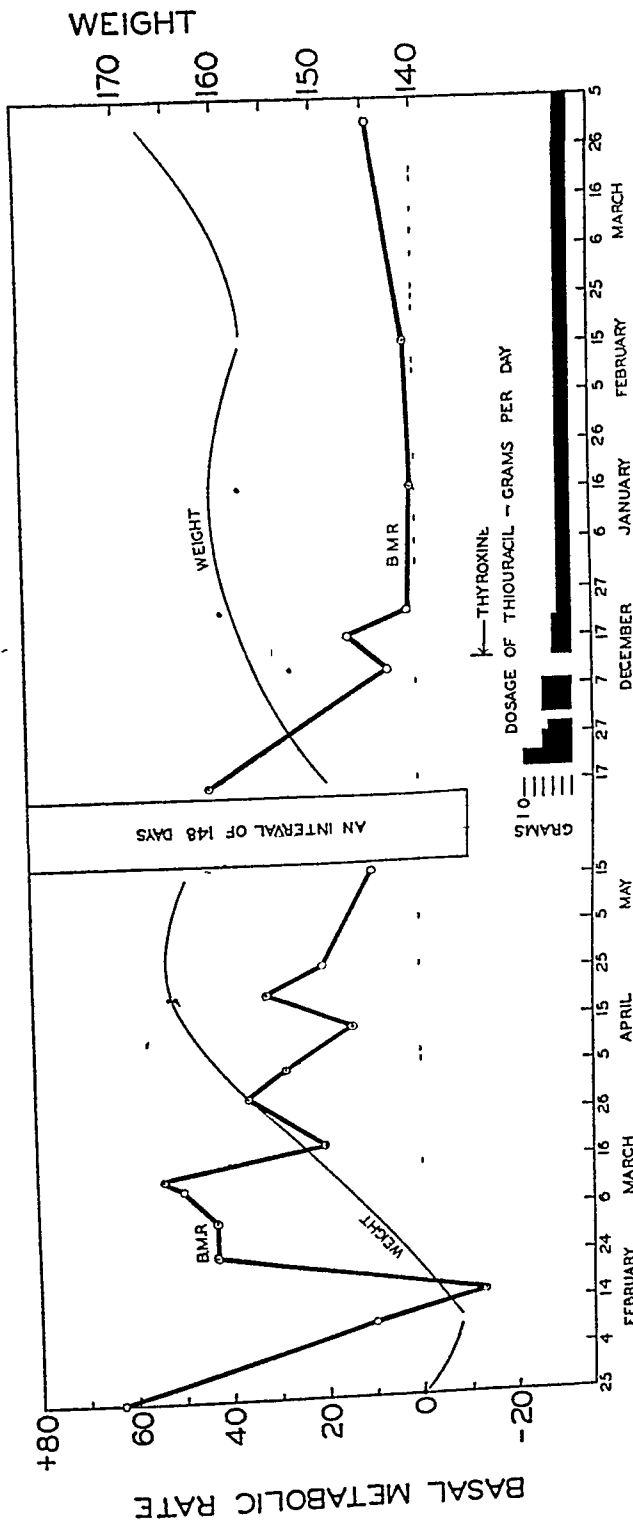 BASAL METABOLIC RATE
+80
60
40
20
0
-20
WEIGHT
170
160
150
140
B.M.R.
WEIGHT
AN INTERVAL OF 148 DAYS
WEIGHT
B.M.R
THYROXINE
DOSAGE OF THIOURACIL – GRAMS PER DAY
GRAMS
1 0
25 4 14 24 6 16 26 5 15 25 5 15 17 27 7 17 27 6 16 26 5 15 25 6 16 26 5
FEBRUARY MARCH APRIL MAY DECEMBER JANUARY FEBRUARY MARCH